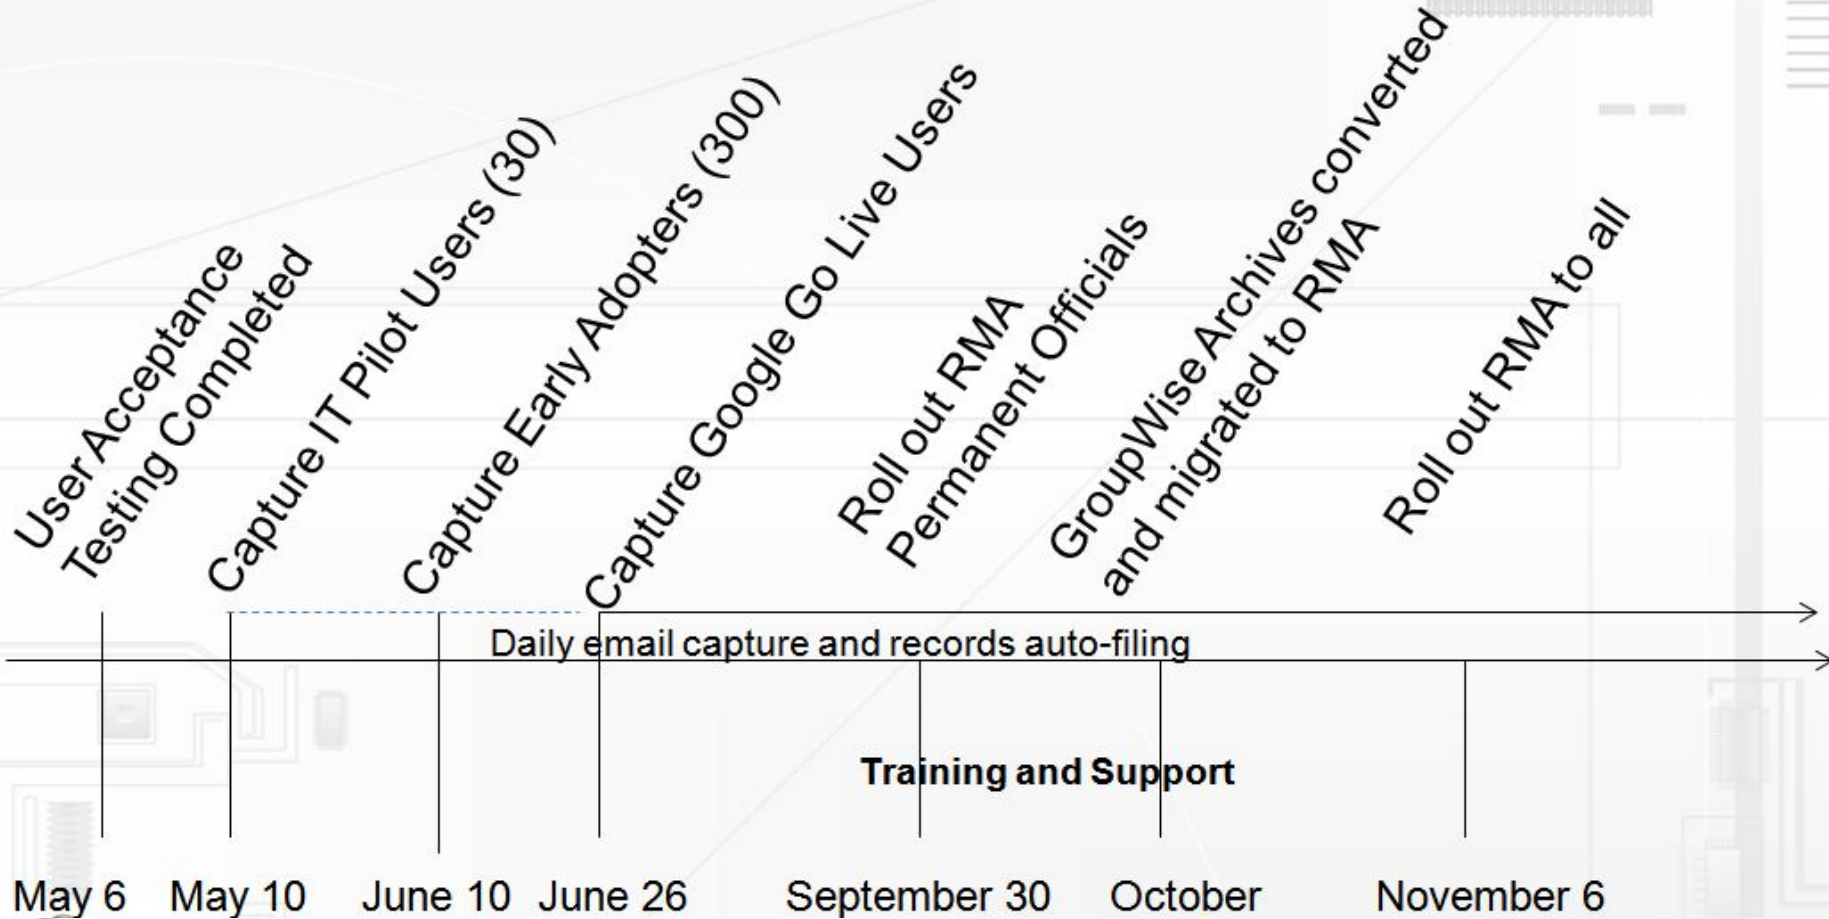 User Acceptance
Testing Completed
Capture IT Pilot Users (30)
Capture Early Adopters (300)
Capture Google Go Live Users
Roll out RMA
Permanent Officials
GroupWise Archives converted
and migrated to RMA
Roll out RMA to all
Daily email capture and records auto-filing
Training and Support
May 6
May 10
June 10
June 26
September 30
October
November 6